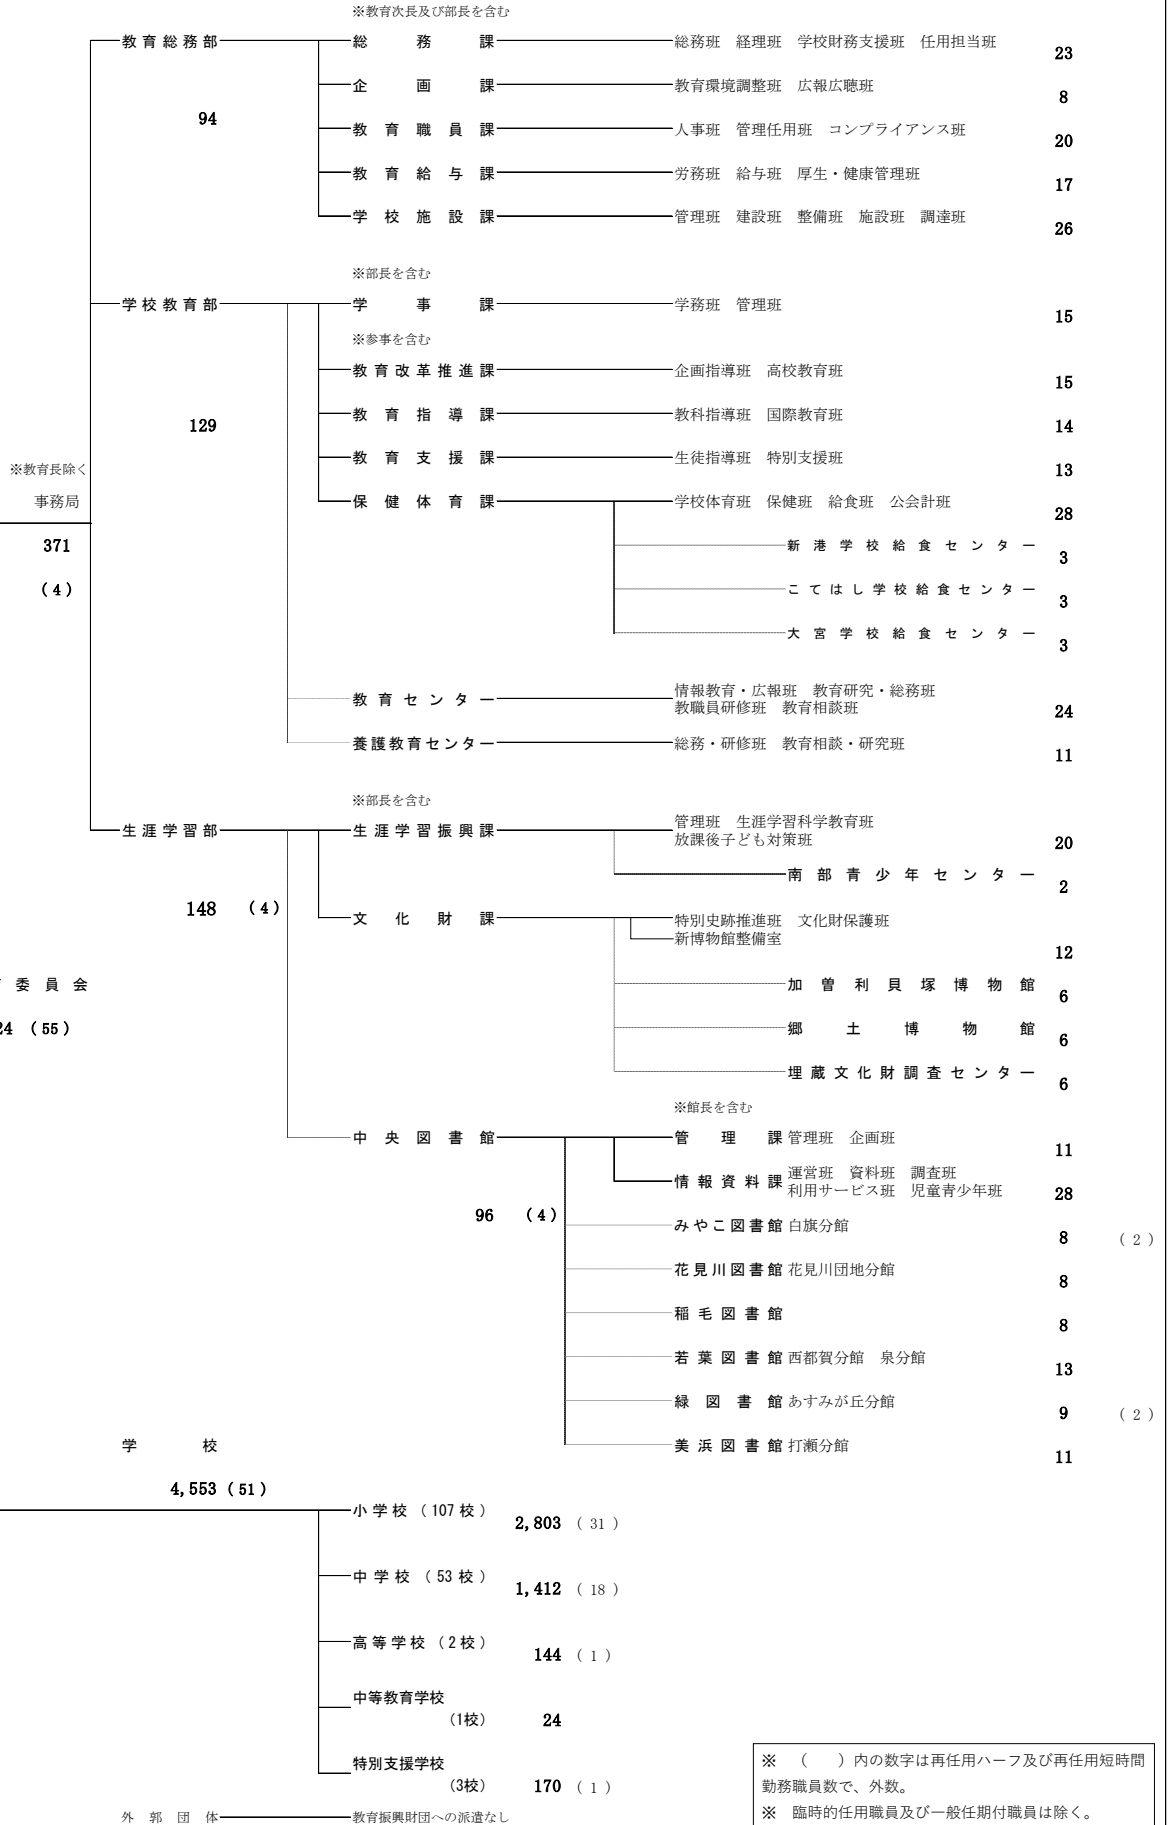 ※教育次長及び部長を含む
教育総務部 総務課 総務班 経理班 学校財務支援班 任用担当班 23
企画課 教育環境調整班 広報広聴班 8
94
教育職員課 人事班 管理任用班 コンプライアンス班 20
教育給与課 労務班 給与班 厚生・健康管理班 17
学校施設課 管理班 建設班 整備班 施設班 調達班 26
※部長を含む
学校教育部 学事課 学務班 管理班 15
※参事を含む
教育改革推進課 企画指導班 高校教育班 15
129
教育指導課 教科指導班 国際教育班 14
教育支援課 生徒指導班 特別支援班 13
※教育長除く
事務局
保健体育課 学校体育班 保健班 給食班 公会計班 28
371
新港学校給食センター 3
(4)
こてはし学校給食センター 3
大宮学校給食センター 3
教育センター 情報教育・広報班 教育研究・総務班
教職員研修班 教育相談班 24
養護教育センター 総務・研修班 教育相談・研究班 11
※部長を含む
生涯学習部 生涯学習振興課 管理班 生涯学習科学教育班
放課後子ども対策班 20
南部青少年センター 2
148 (4)
文化財課 特別史跡推進班 文化財保護班
新博物館整備室 12
委員会
加曽利貝塚博物館 6
24 (55)
郷土博物館 6
埋蔵文化財調査センター 6
※館長を含む
中央図書館 管理課 管理班 企画班 11
情報資料課 運営班 資料班 調査班
利用サービス班 児童青少年班 28
96 (4)
みやこ図書館 白旗分館 8 (2)
花見川図書館 花見川団地分館 8
稲毛図書館 8
若葉図書館 西都賀分館 泉分館 13
緑図書館 あすみが丘分館 9 (2)
美浜図書館 打瀬分館 11
学校
4,553 (51)
小学校(107校) 2,803 (31)
中学校(53校) 1,412 (18)
高等学校(2校) 144 (1)
中等教育学校
(1校) 24
特別支援学校
(3校) 170 (1)
外郭団体 教育振興財団への派遣なし
※ ( )内の数字は再任用ハーフ及び再任用短時間
勤務職員数で、外数。
※ 臨時的任用職員及び一般任期付職員は除く。